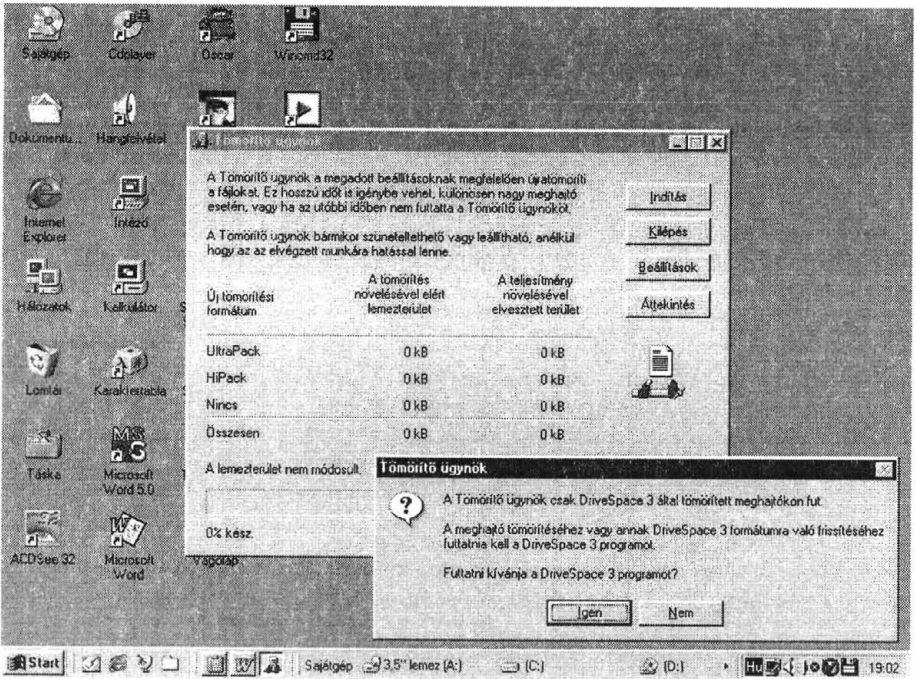 Sajátgép
Cdplayer
Oscar
Wincmd32
Dokumentu...
Hangfelvétel
Internet
Explorer
Intéző
Hálózatok
Kalkulátor
Lomtár
Karaktertábla
Táska
Microsoft
Word 5.0
ACDSee 32
Microsoft
Word
Vágólap
Tömörítő ügynök
A Tömörítő ügynök a megadott beállításoknak megfelelően újratömöríti
a fájlokat. Ez hosszú időt is igénybe vehet, különösen nagy meghajtó
esetén, vagy ha az utóbbi időben nem futtatta a Tömörítő ügynököt.
A Tömörítő ügynök bármikor szüneteltethető vagy leállítható, anélkül
hogy az az elvégzett munkára hatással lenne.
Indítás
Kilépés
Beállítások
Áttekintés
Új tömörítési
formátum
A tömörítés
növelésével elért
lemezterület
A teljesítmény
növelésével
elvesztett terület
UltraPack 0 kB 0 kB
HiPack 0 kB 0 kB
Nincs 0 kB 0 kB
Összesen 0 kB 0 kB
A lemezterület nem módosult.
0% kész.
Tömörítő ügynök
A Tömörítő ügynök csak DriveSpace 3 által tömörített meghajtókon fut.
A meghajtó tömörítéséhez vagy annak DriveSpace 3 formátumra való frissítéséhez
futtatnia kell a DriveSpace 3 programot.
Futtatni kívánja a DriveSpace 3 programot?
Igen
Nem
Start
Sajátgép
3,5" lemez (A:)
(C:)
(D:)
Hu
19:02